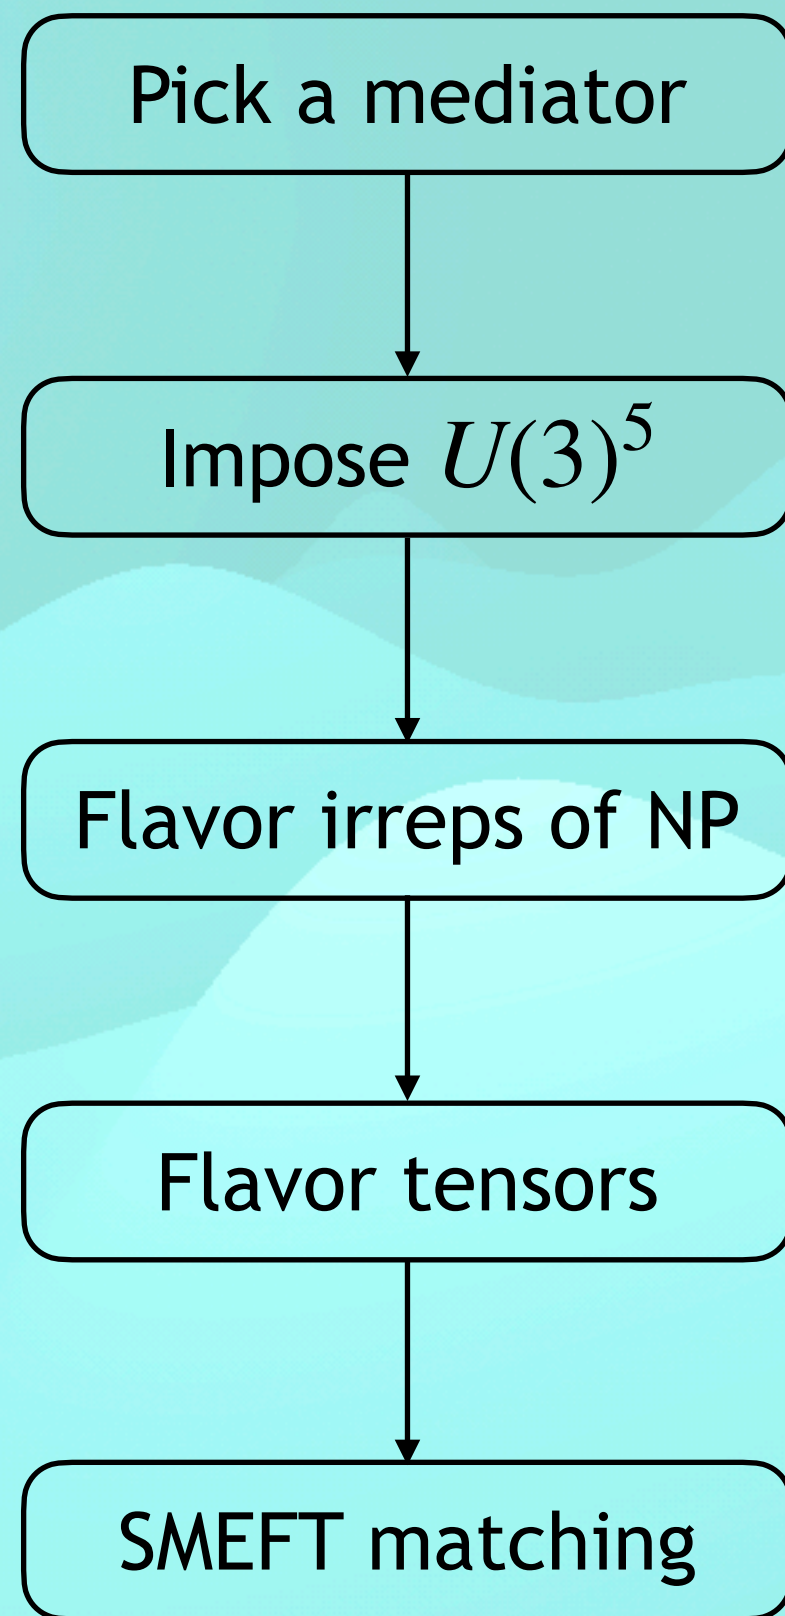 Pick a mediator
Impose U(3)⁵
Flavor irreps of NP
Flavor tensors
SMEFT matching